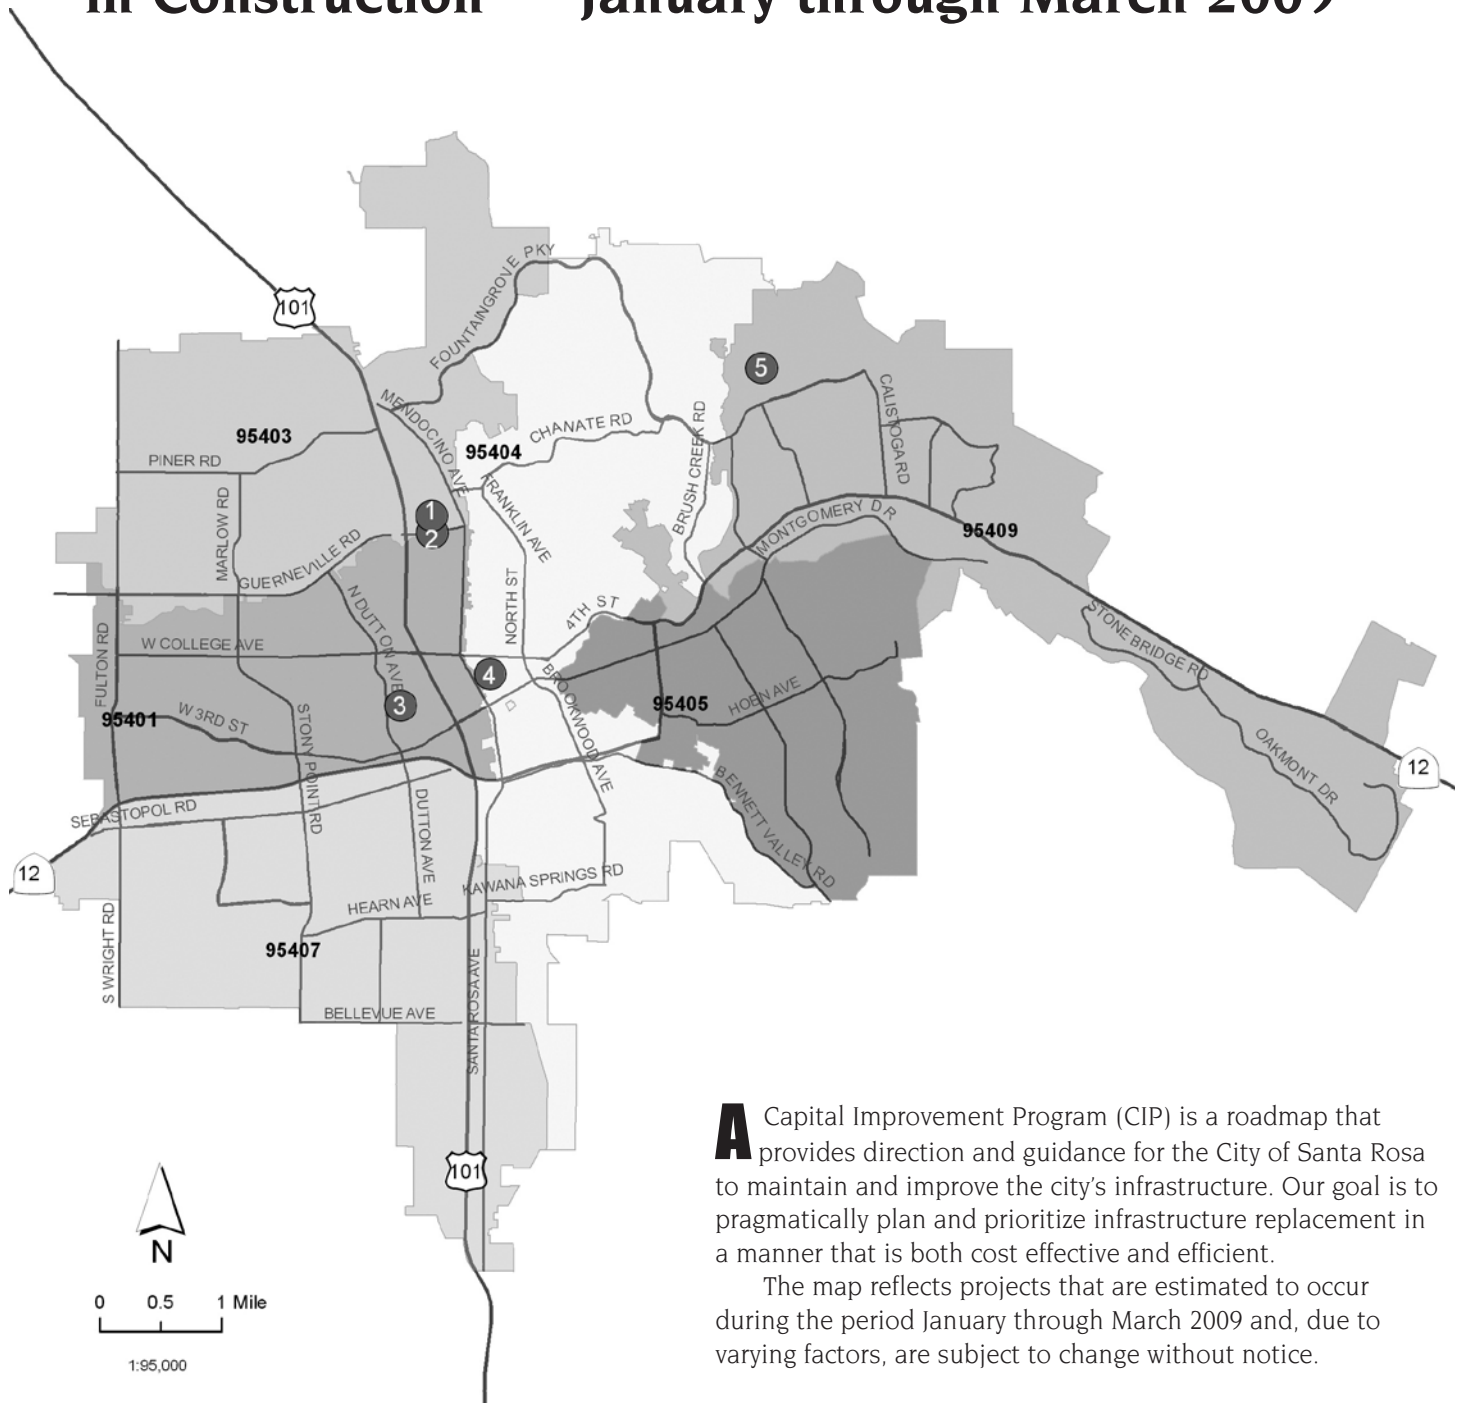 in Construction January through March 2009
101
FOUNTAINGROVE PKY
5
MENDOCINO AVE
CALISTOGA RD
95403
CHANATE RD
BRUSH CREEK RD
95404
PINER RD
FRANKLIN AVE
MARLOW RD
1
2
MONTGOMERY DR
95409
GUERNEVILLE RD
N DUTTON AVE
NORTH ST
4TH ST
STONE BRIDGE RD
FULTON RD
W COLLEGE AVE
4
BROOKWOOD AVE
HOEN AVE
95405
3
95401
W 3RD ST
STONY POINT RD
OAKMONT DR
12
BENNETT VALLEY RD
SEBASTOPOL RD
DUTTON AVE
12
KAWANA SPRINGS RD
HEARN AVE
S WRIGHT RD
95407
SANTA ROSA AVE
BELLEVUE AVE
101
N
0 0.5 1 Mile
1:95,000
A Capital Improvement Program (CIP) is a roadmap that
provides direction and guidance for the City of Santa Rosa
to maintain and improve the city's infrastructure. Our goal is to
pragmatically plan and prioritize infrastructure replacement in
a manner that is both cost effective and efficient.
The map reflects projects that are estimated to occur
during the period January through March 2009 and, due to
varying factors, are subject to change without notice.